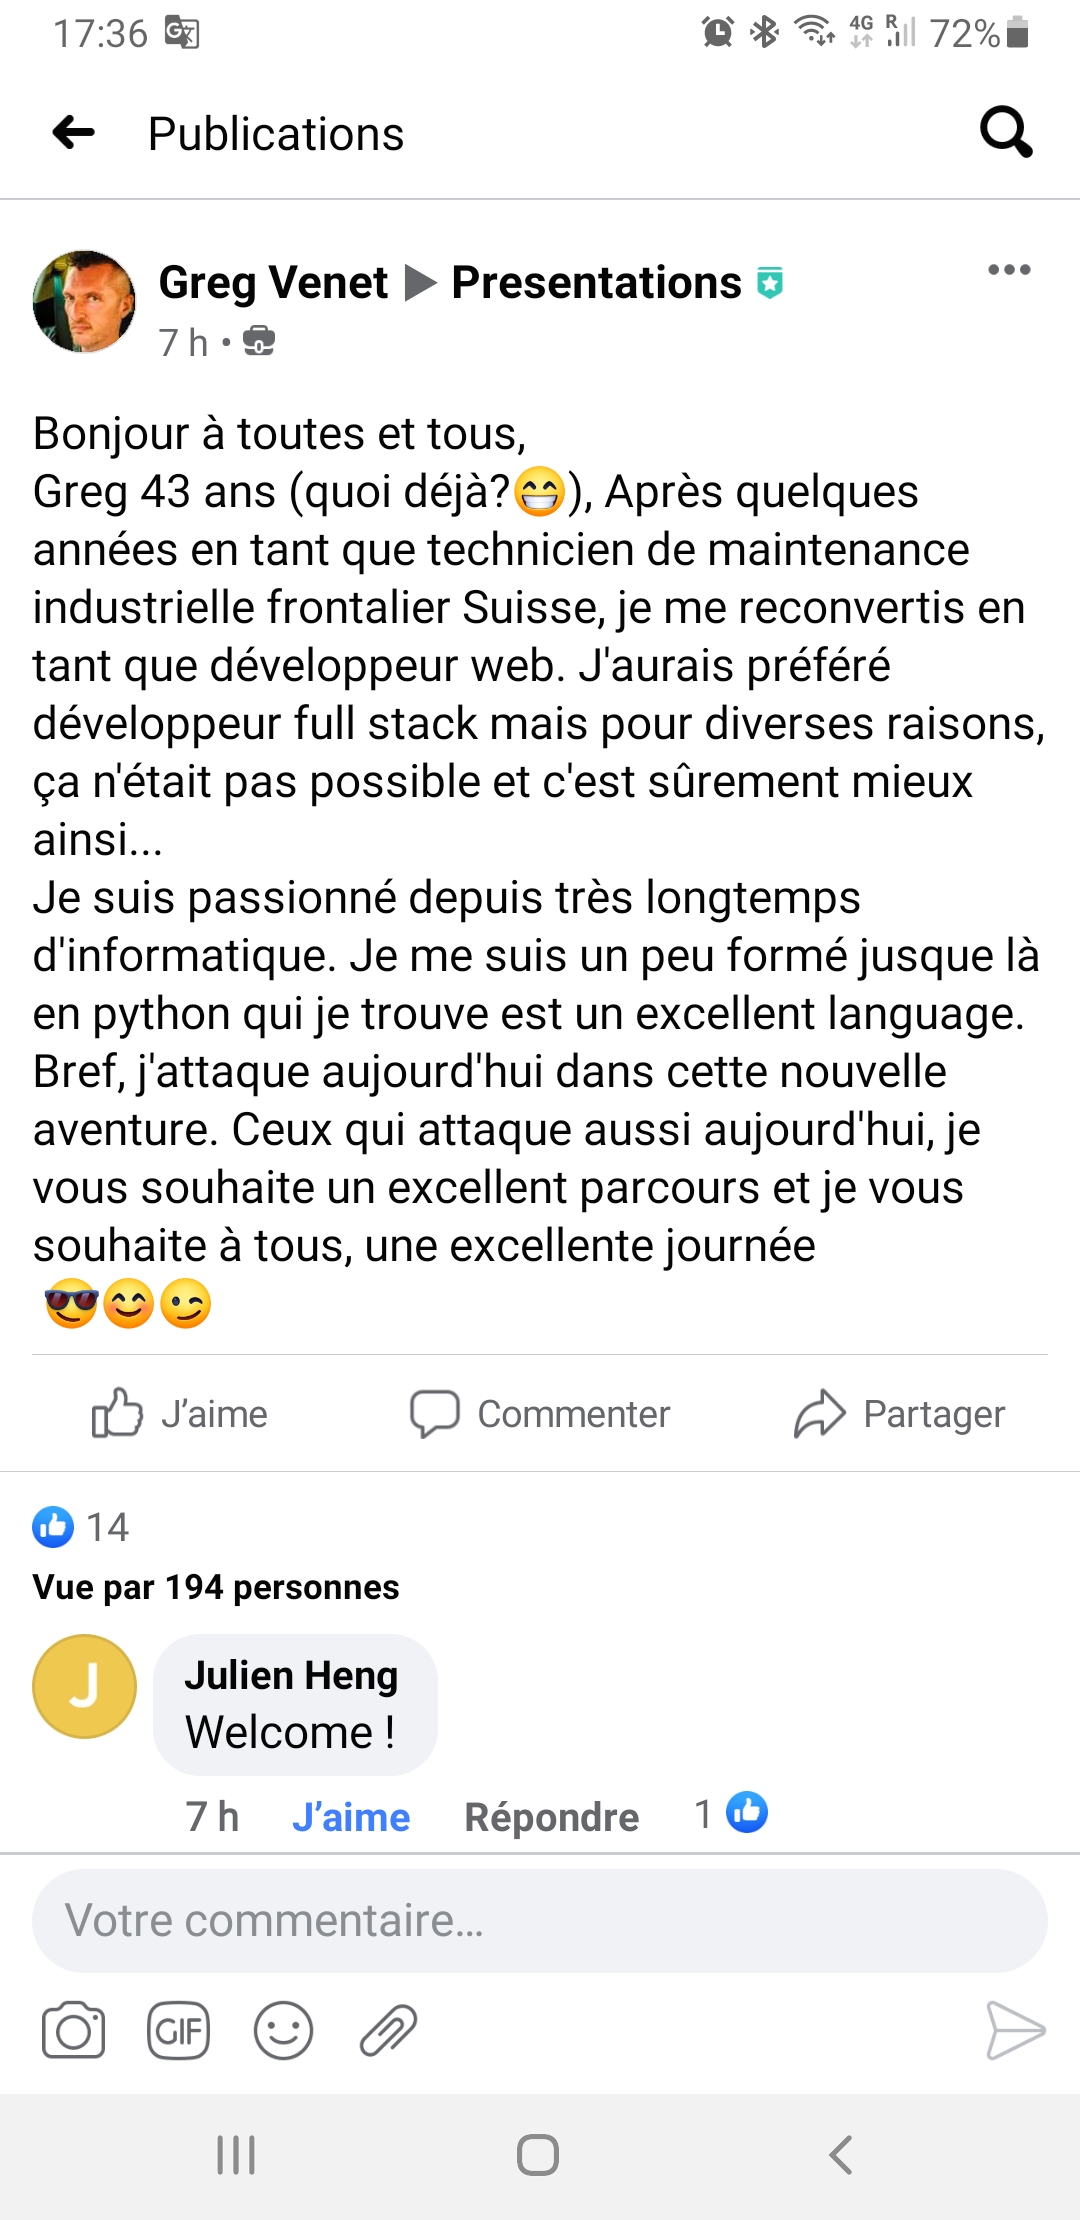 17:36 4G R 72%
Publications
Greg Venet ▶ Presentations
7 h •
Bonjour à toutes et tous,
Greg 43 ans (quoi déjà?😁), Après quelques
années en tant que technicien de maintenance
industrielle frontalier Suisse, je me reconvertis en
tant que développeur web. J'aurais préféré
développeur full stack mais pour diverses raisons,
ça n'était pas possible et c'est sûrement mieux
ainsi...
Je suis passionné depuis très longtemps
d'informatique. Je me suis un peu formé jusque là
en python qui je trouve est un excellent language.
Bref, j'attaque aujourd'hui dans cette nouvelle
aventure. Ceux qui attaque aussi aujourd'hui, je
vous souhaite un excellent parcours et je vous
souhaite à tous, une excellente journée
😎😊😉
J'aime Commenter Partager
14
Vue par 194 personnes
J
Julien Heng
Welcome !
7 h J'aime Répondre 1
Votre commentaire...
GIF